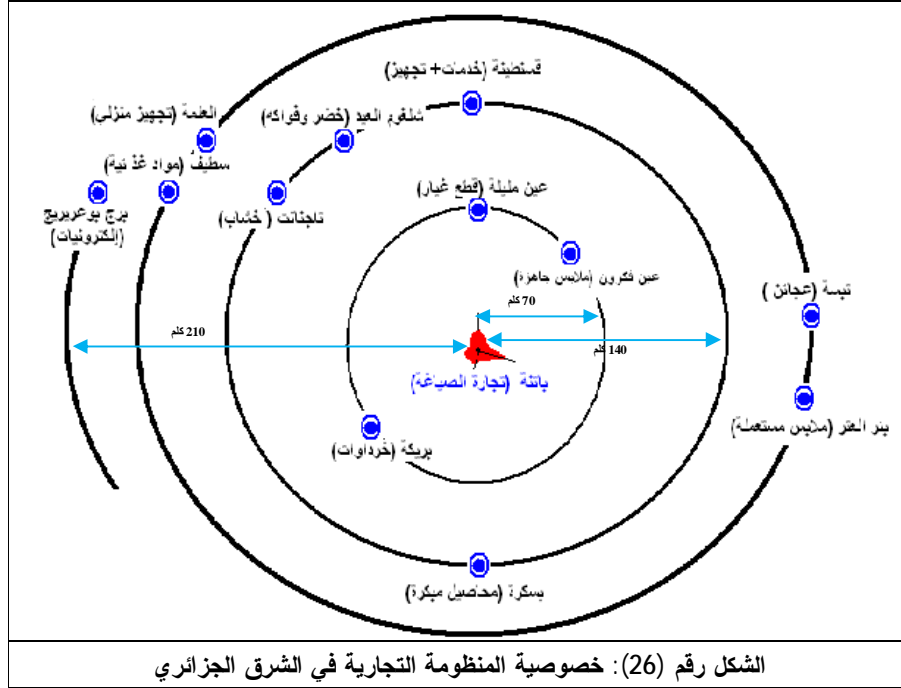 قسنطينة (خدمات+ تجهيز)
شلغوم العيد (خضر وفواكه)
العلمة (تجهيز منزلي)
سطيف (مواد غذئية)
برج بوعريريج
(إلكترونيات)
تاجنانت (أخشاب)
عين مليلة (قطع غيار)
عين فكرون (ملابس جاهزة)
تبسة (عجائن )
70 كلم
210 كلم
140 كلم
باتنة (تجارة الصياغة)
بئر العتر (ملابس مستعملة)
بريكة (خرداوات)
بسكرة (محاصيل مبكرة)
الشكل رقم (26): خصوصية المنظومة التجارية في الشرق الجزائري